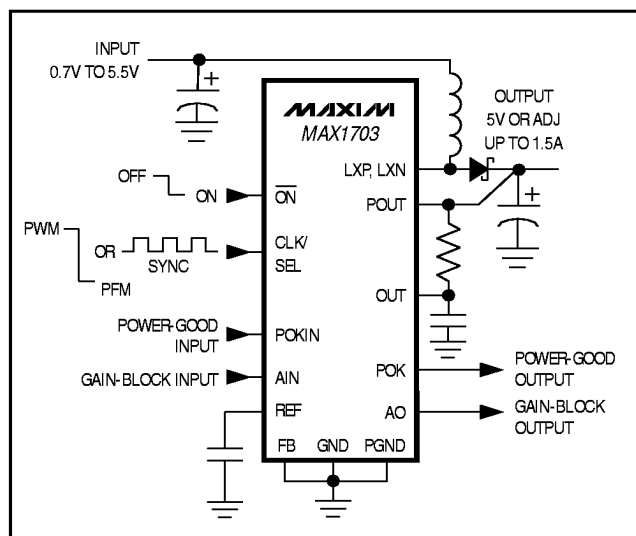 INPUT
0.7V TO 5.5V
+
MAXIM
MAX1703
OUTPUT
5V OR ADJ
UP TO 1.5A
LXP, LXN
+
OFF
ON
ON
POUT
PWM
OR
SYNC
PFM
CLK/
SEL
OUT
POWER-GOOD
INPUT
POKIN
POK
POWER-GOOD
OUTPUT
GAIN-BLOCK INPUT
AIN
REF
AO
GAIN-BLOCK
OUTPUT
FB GND PGND